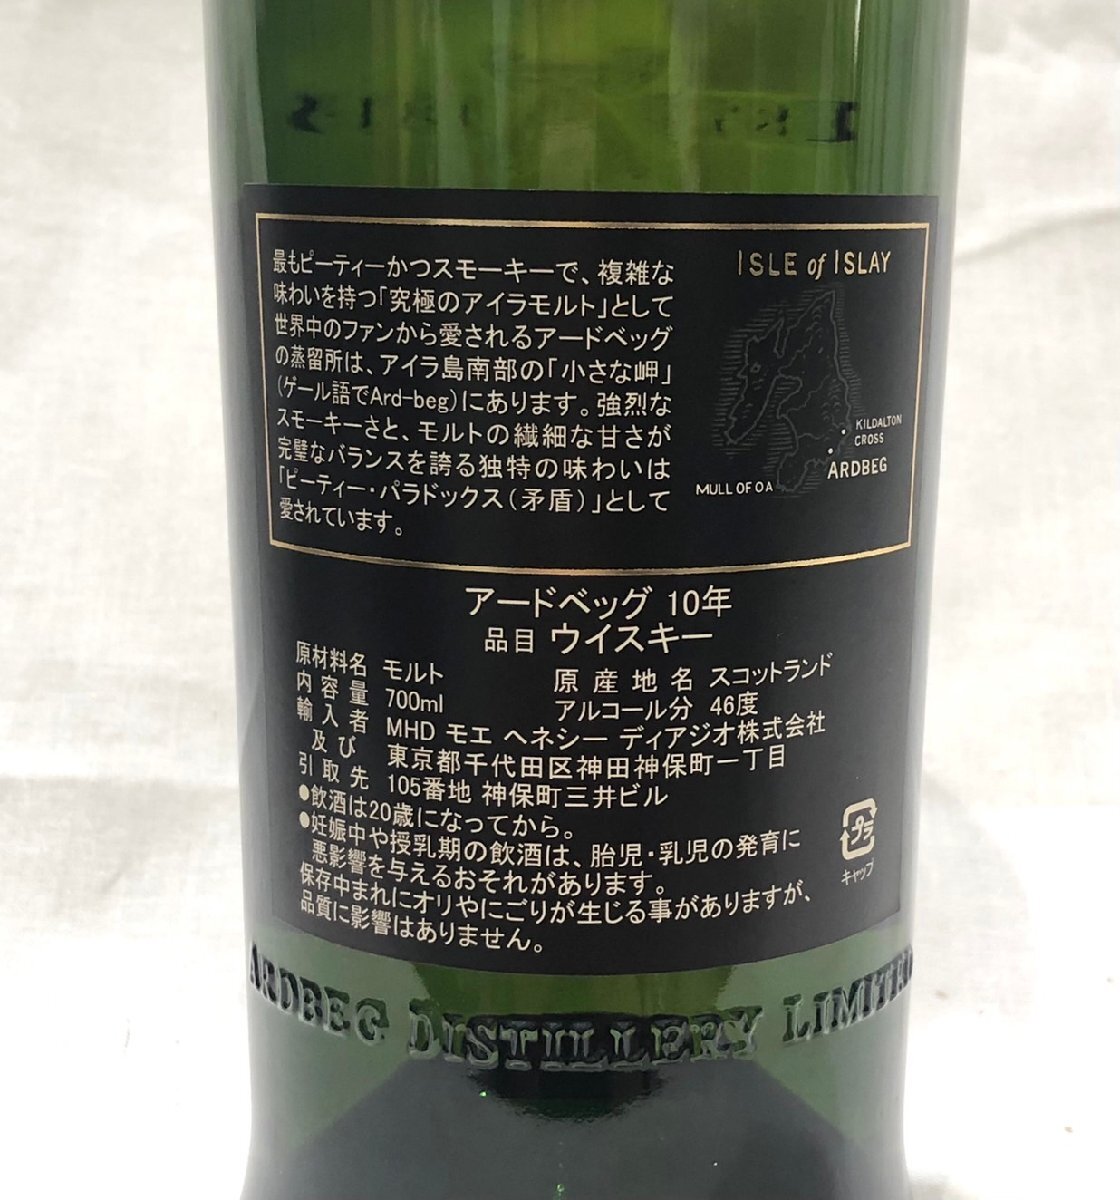 最もピーティーかつスモーキーで、複雑な
味わいを持つ「究極のアイラモルト」として
世界中のファンから愛されるアードベッグ
の蒸留所は、アイラ島南部の「小さな岬」
(ゲール語でArd-beg)にあります。強烈な
スモーキーさと、モルトの繊細な甘さが
完璧なバランスを誇る独特の味わいは
「ピーティー・パラドックス(矛盾)」として
愛されています。
ISLE of ISLAY
KILDALTON
CROSS
ARDBEG
MULL OF OA
アードベッグ 10年
品目 ウイスキー
原材料名 モルト 原産地名 スコットランド
内容量 700ml アルコール分 46度
輸入者 MHD モエ ヘネシー ディアジオ株式会社
及び 東京都千代田区神田神保町一丁目
引取先 105番地 神保町三井ビル
●飲酒は20歳になってから。
●妊娠中や授乳期の飲酒は、胎児・乳児の発育に
悪影響を与えるおそれがあります。
保存中まれにオリやにごりが生じる事がありますが、
品質に影響はありません。
プラ
キャップ
ARDBEG DISTILLERY LIMITED